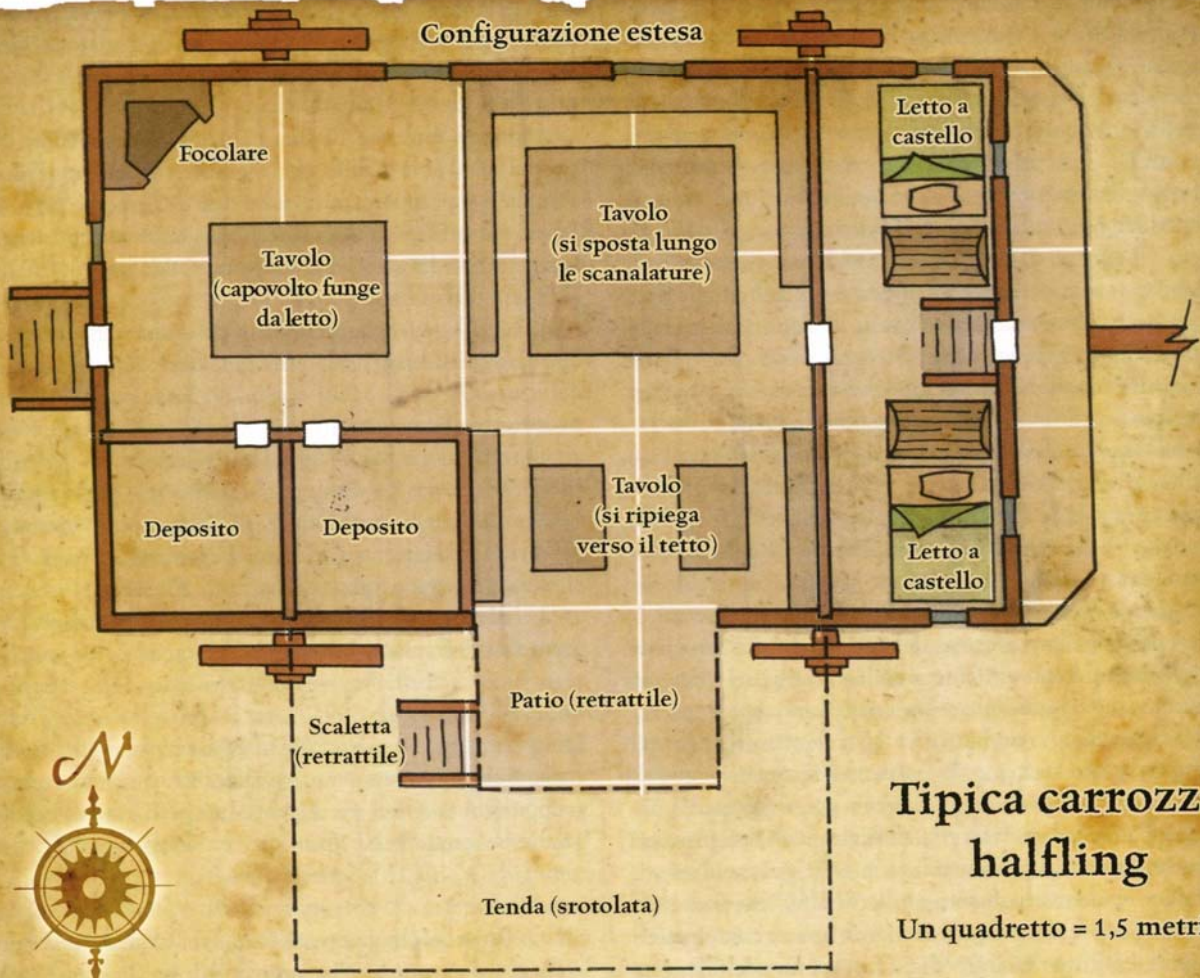 Configurazione estesa
Letto a
castello
Focolare
Tavolo
(si sposta lungo
le scanalature)
Tavolo
(capovolto funge
da letto)
Tavolo
(si ripiega
verso il tetto)
Deposito
Deposito
Letto a
castello
Patio (retrattile)
Scaletta
(retrattile)
N
Tipica carrozz
halfling
Tenda (srotolata)
Un quadretto = 1,5 metri